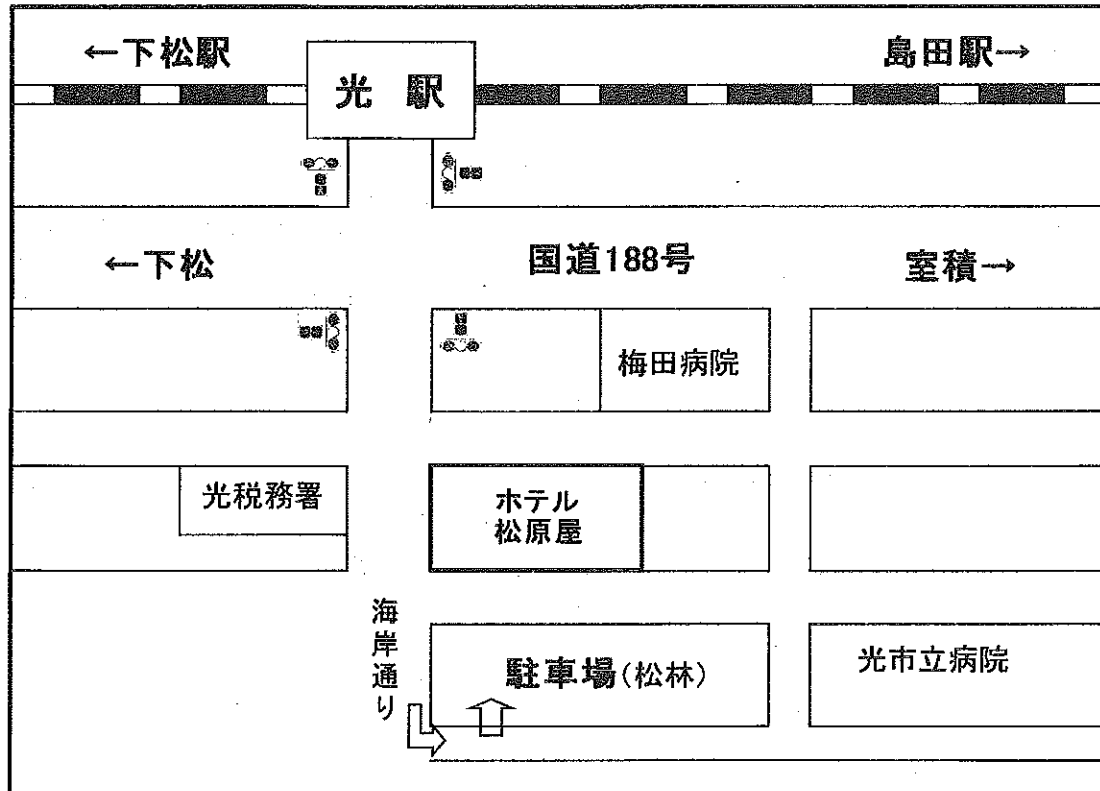 ←下松駅
島田駅→
光 駅
←下松
国道188号
室積→
梅田病院
光税務署
ホテル
松原屋
海岸通り
駐車場(松林)
光市立病院